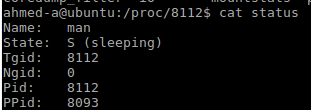 ahmed-a@ubuntu:/proc/8112$ cat status
Name: man
State: S (sleeping)
Tgid: 8112
Ngid: 0
Pid: 8112
PPid: 8093